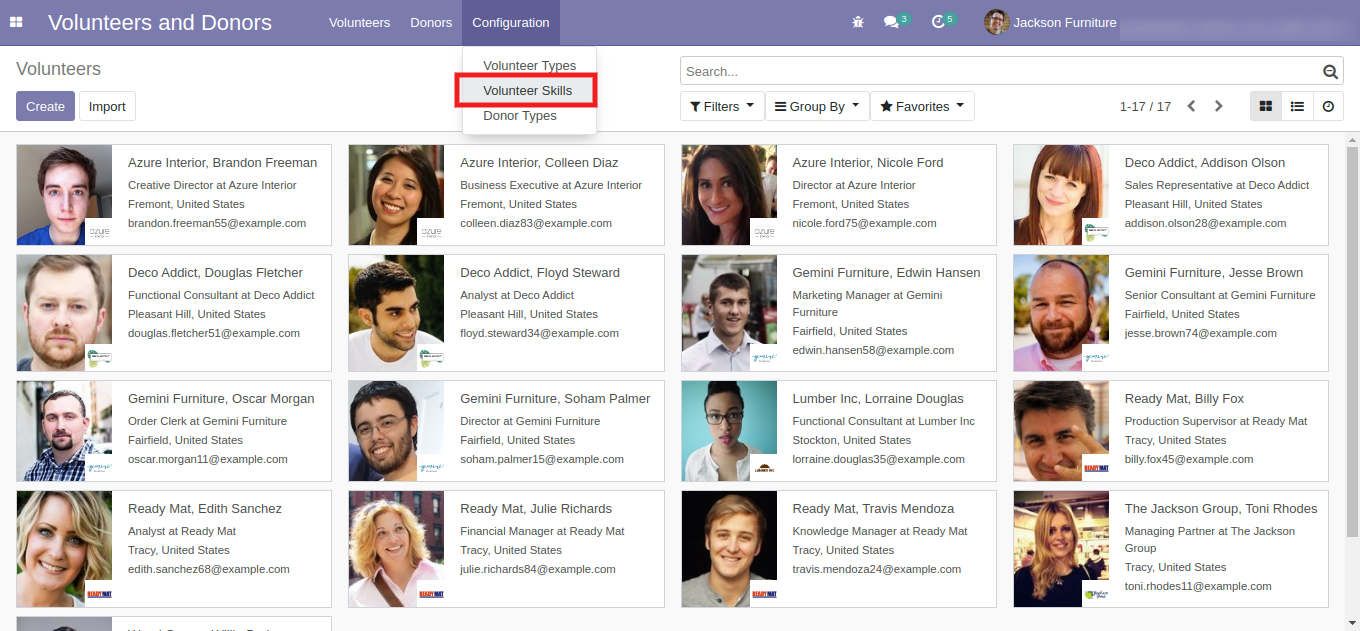 Volunteers and Donors
Volunteers
Donors
Configuration
3
5
Jackson Furniture
Volunteers
Volunteer Types
Volunteer Skills
Donor Types
Search...
Create
Import
Filters
Group By
Favorites
1-17 / 17
Azure Interior, Brandon Freeman
Creative Director at Azure Interior
Fremont, United States
brandon.freeman55@example.com
azure
Azure Interior, Colleen Diaz
Business Executive at Azure Interior
Fremont, United States
colleen.diaz83@example.com
azure
Azure Interior, Nicole Ford
Director at Azure Interior
Fremont, United States
nicole.ford75@example.com
azure
Deco Addict, Addison Olson
Sales Representative at Deco Addict
Pleasant Hill, United States
addison.olson28@example.com
Deco Addict, Douglas Fletcher
Functional Consultant at Deco Addict
Pleasant Hill, United States
douglas.fletcher51@example.com
Deco Addict, Floyd Steward
Analyst at Deco Addict
Pleasant Hill, United States
floyd.steward34@example.com
Gemini Furniture, Edwin Hansen
Marketing Manager at Gemini
Furniture
Fairfield, United States
edwin.hansen58@example.com
gemini
Gemini Furniture, Jesse Brown
Senior Consultant at Gemini Furniture
Fairfield, United States
jesse.brown74@example.com
gemini
Gemini Furniture, Oscar Morgan
Order Clerk at Gemini Furniture
Fairfield, United States
oscar.morgan11@example.com
gemini
Gemini Furniture, Soham Palmer
Director at Gemini Furniture
Fairfield, United States
soham.palmer15@example.com
gemini
Lumber Inc, Lorraine Douglas
Functional Consultant at Lumber Inc
Stockton, United States
lorraine.douglas35@example.com
LUMBER INC
Ready Mat, Billy Fox
Production Supervisor at Ready Mat
Tracy, United States
billy.fox45@example.com
READYMAT
Ready Mat, Edith Sanchez
Analyst at Ready Mat
Tracy, United States
edith.sanchez68@example.com
READYMAT
Ready Mat, Julie Richards
Financial Manager at Ready Mat
Tracy, United States
julie.richards84@example.com
READYMAT
Ready Mat, Travis Mendoza
Knowledge Manager at Ready Mat
Tracy, United States
travis.mendoza24@example.com
READYMAT
The Jackson Group, Toni Rhodes
Managing Partner at The Jackson
Group
Tracy, United States
toni.rhodes11@example.com